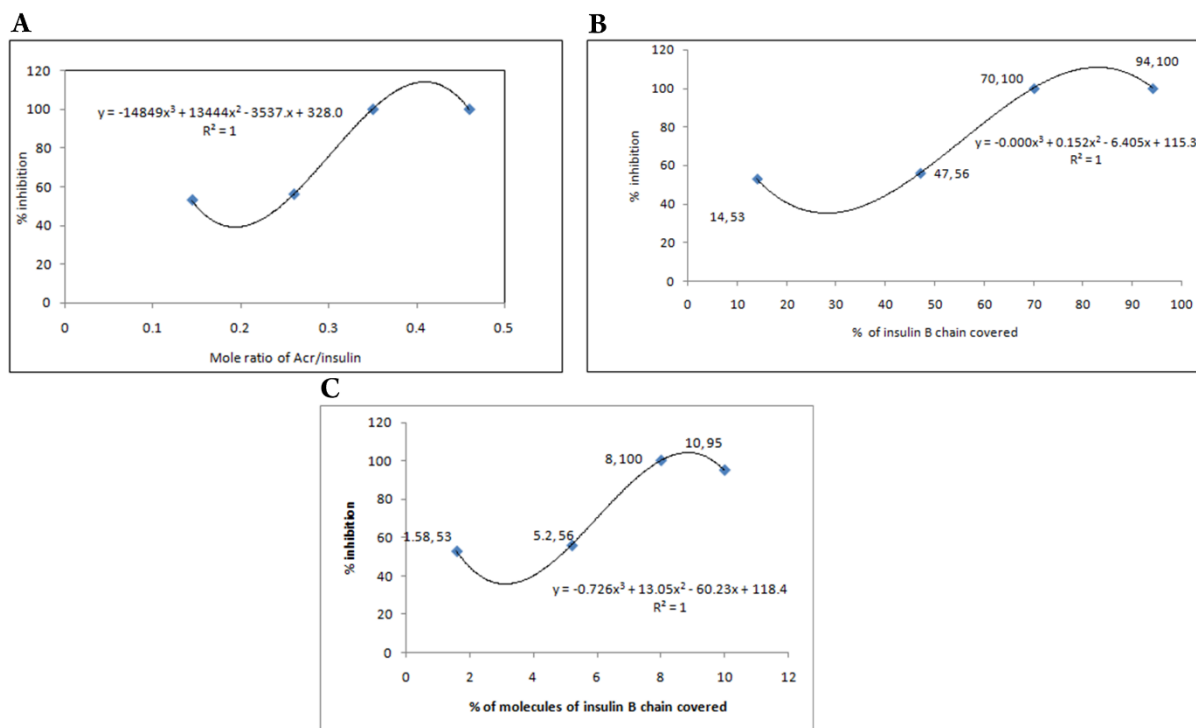 A
120
100
80
60
40
20
0
% inhibition
y = -14849x³ + 13444x² - 3537.x + 328.0
R² = 1
0 0.1 0.2 0.3 0.4 0.5
Mole ratio of Acr/insulin
B
120
100
80
60
40
20
0
% inhibition
94, 100
70, 100
y = -0.000x³ + 0.152x² - 6.405x + 115.3
R² = 1
47, 56
14, 53
0 10 20 30 40 50 60 70 80 90 100
% of insulin B chain covered
C
120
100
80
60
40
20
0
% inhibition
10, 95
8, 100
1.58, 53
5.2, 56
y = -0.726x³ + 13.05x² - 60.23x + 118.4
R² = 1
0 2 4 6 8 10 12
% of molecules of insulin B chain covered